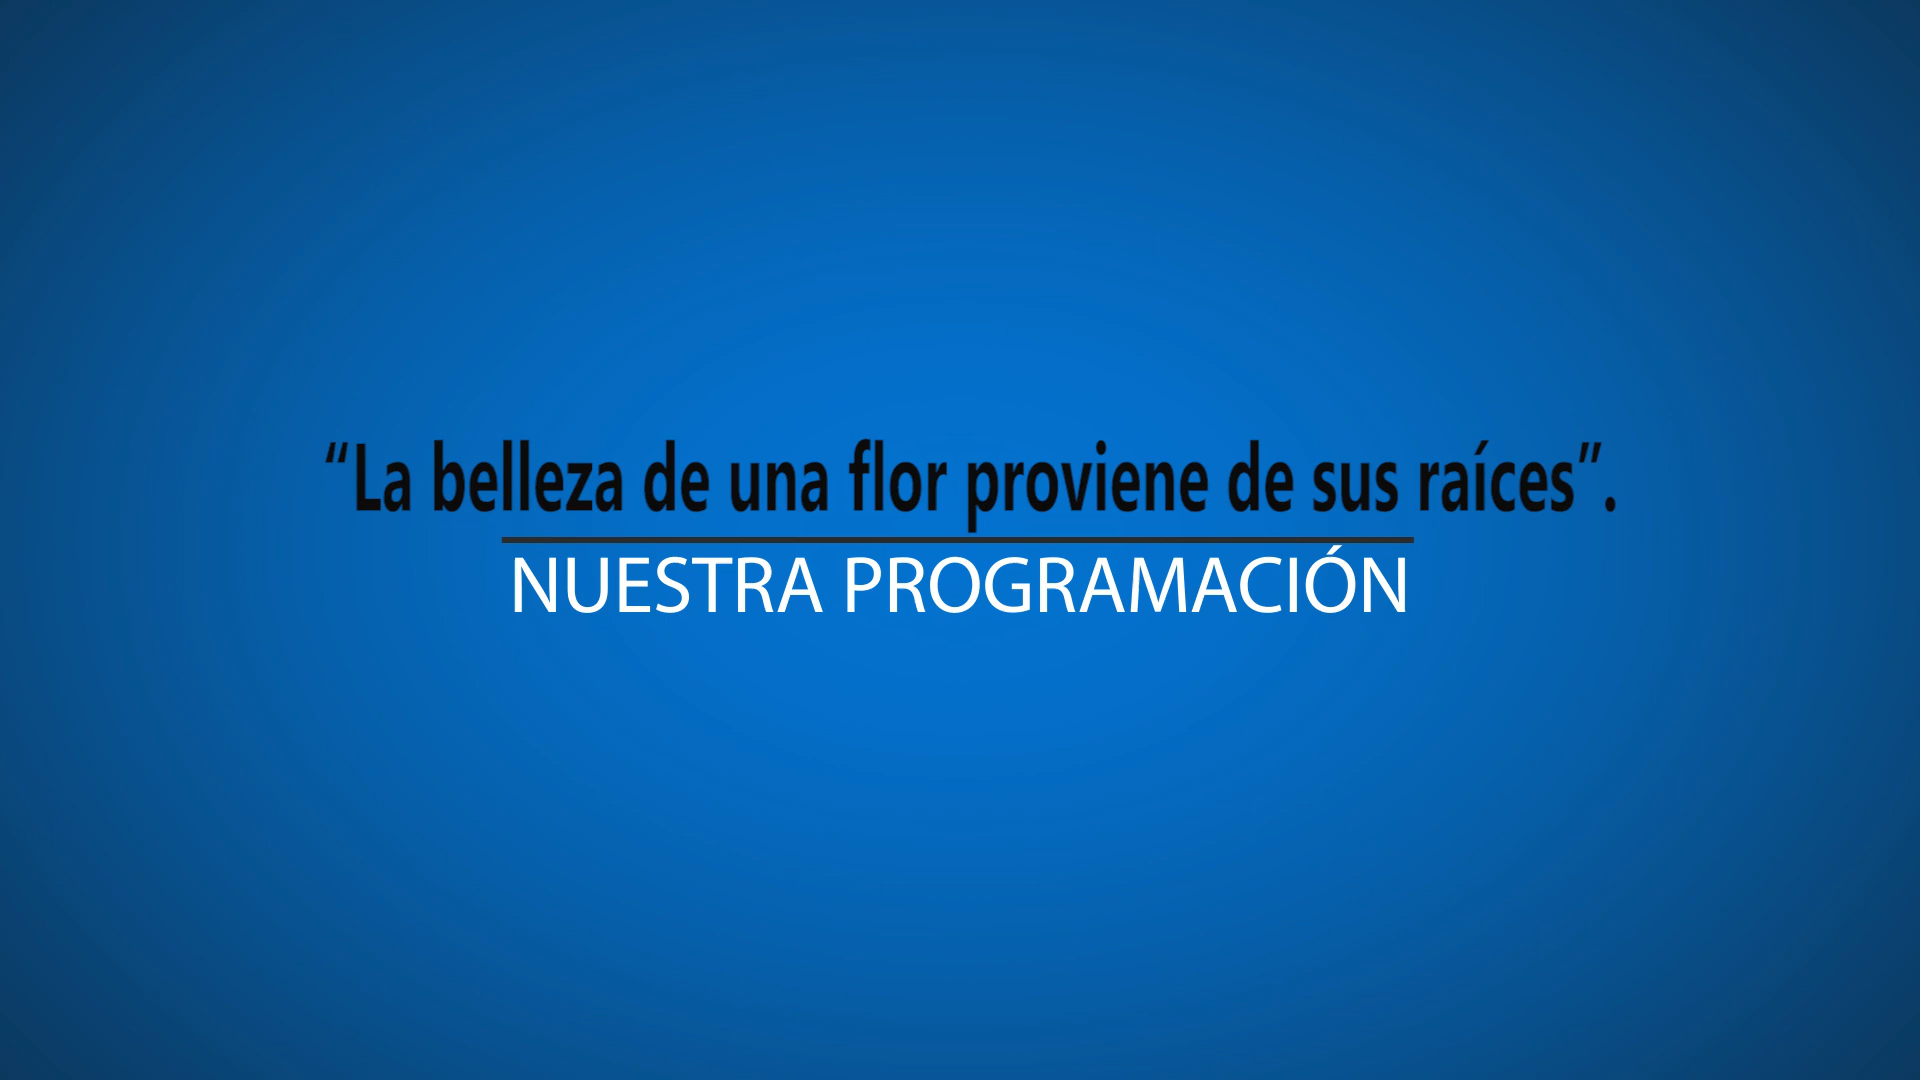 “La belleza de una flor proviene de sus raíces”.
NUESTRA PROGRAMACIÓN